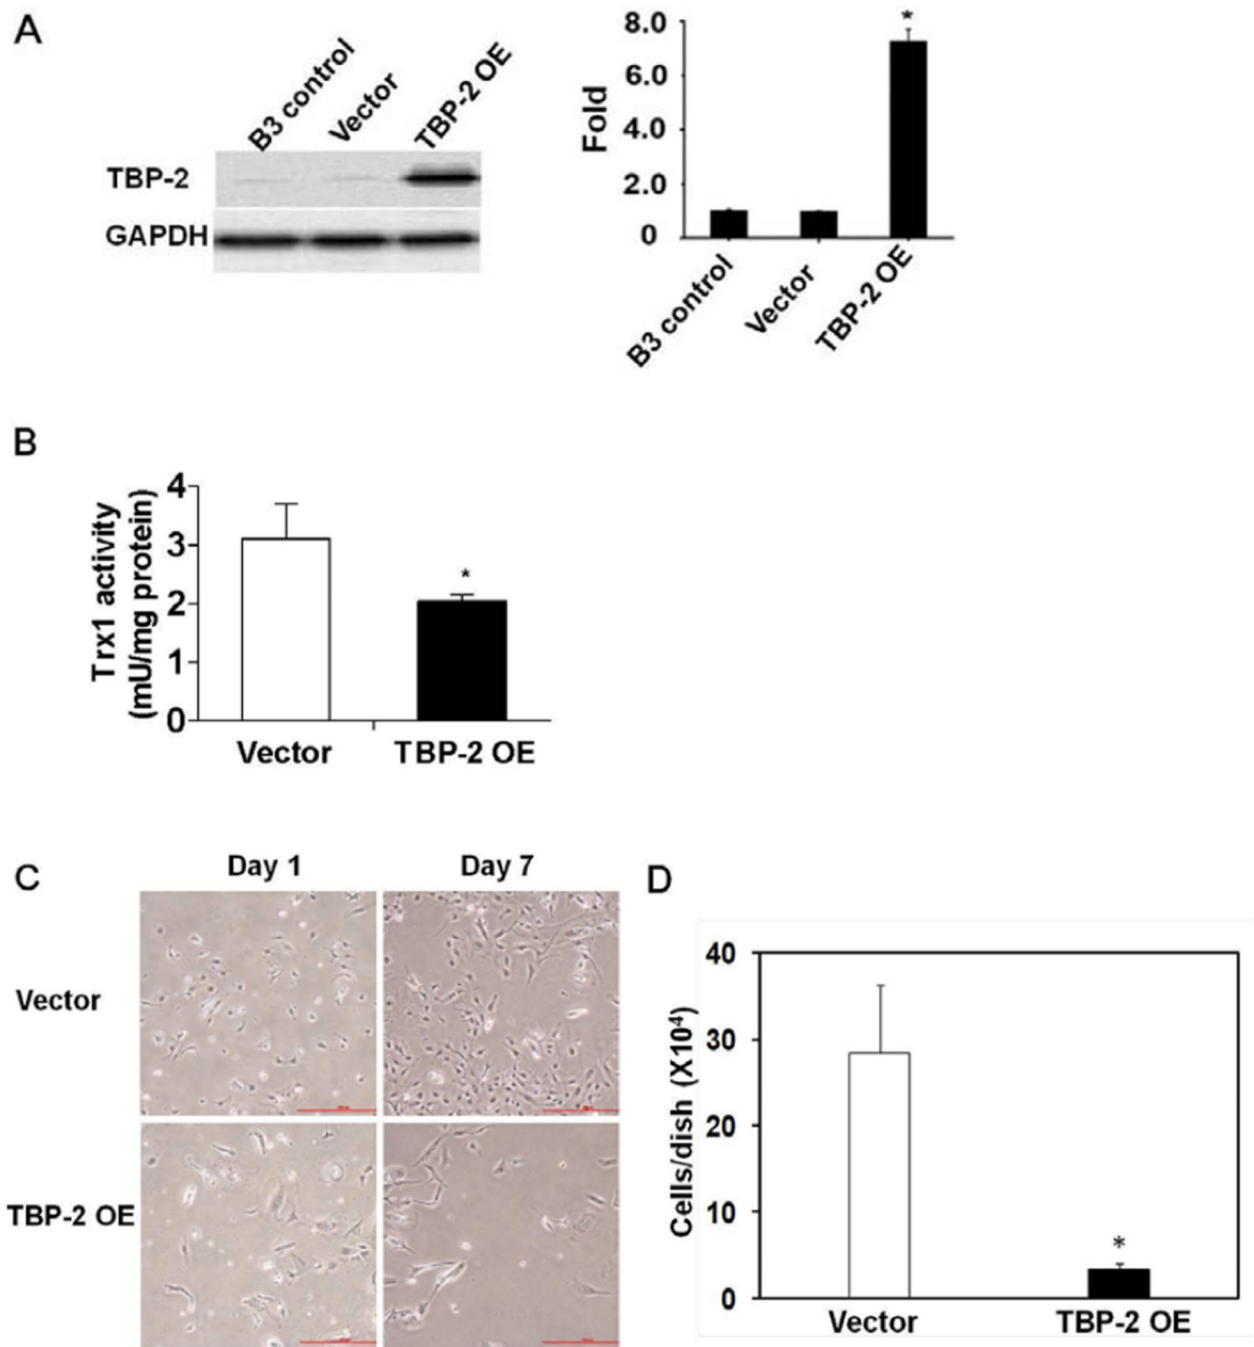 A
B3 control
Vector
TBP-2 OE
TBP-2
GAPDH
Fold
8.0
6.0
4.0
2.0
0
*
B3 control
Vector
TBP-2 OE
B
Trx1 activity
(mU/mg protein)
4
3
2
1
0
*
Vector
TBP-2 OE
C
Day 1
Day 7
Vector
TBP-2 OE
D
Cells/dish (X10⁴)
40
30
20
10
0
*
Vector
TBP-2 OE